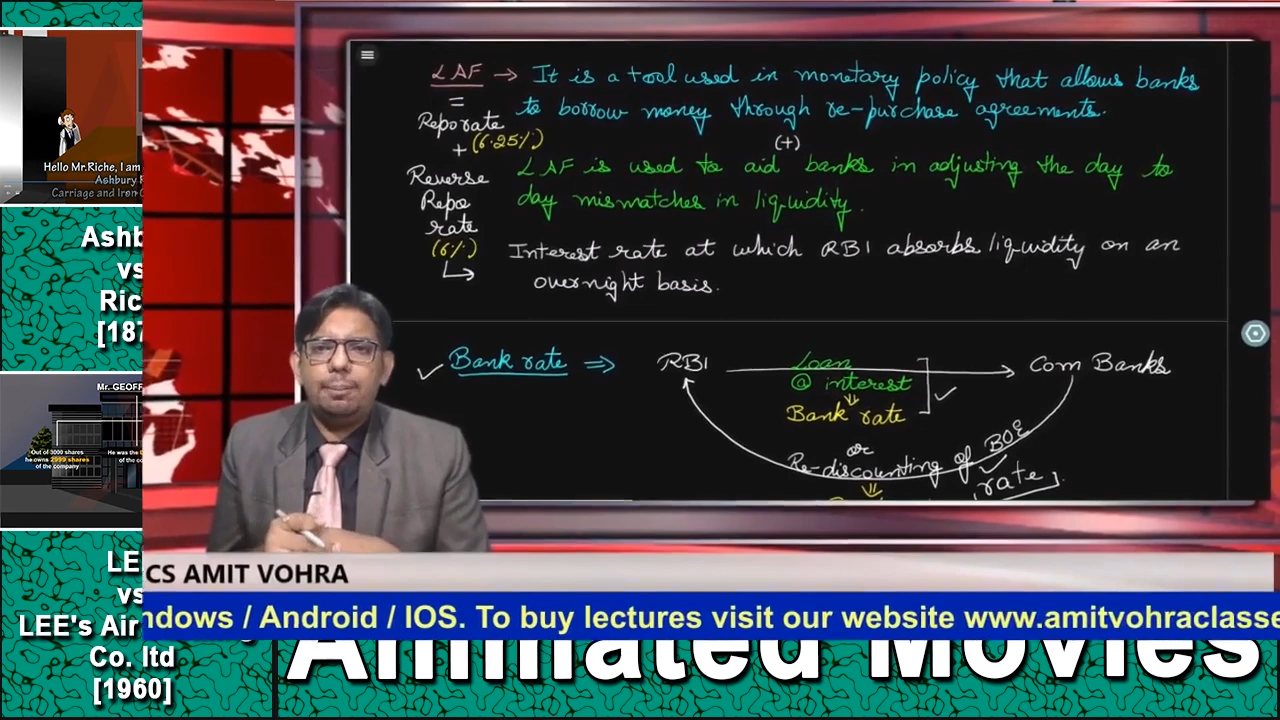 Hello Mr.Riche, I am
Ashbury
Carriage and Iron
Ashb
vs
Ric
[187
Mr. GEOFF
Out of 3000 shares
he owns 2999 shares
of the company
He was the
of the co
LE
vs
LEE's Air
Co. ltd
[1960]
LAF → It is a tool used in monetary policy that allows banks
to borrow money through re-purchase agreements.
=
Repo rate
(6.25%)
+
(+)
Reverse
Repo
rate
(6%)
LAF is used to aid banks in adjusting the day to
day mismatches in liquidity.
Interest rate at which RBI absorbs liquidity on an
overnight basis.
✓ Bank rate ⇒ RBI Loan Com Banks
@ interest
Bank rate
or
Re-discounting of BOE
rate
CS AMIT VOHRA
ndows / Android / IOS. To buy lectures visit our website www.amitvohraclasse
Animated Movies